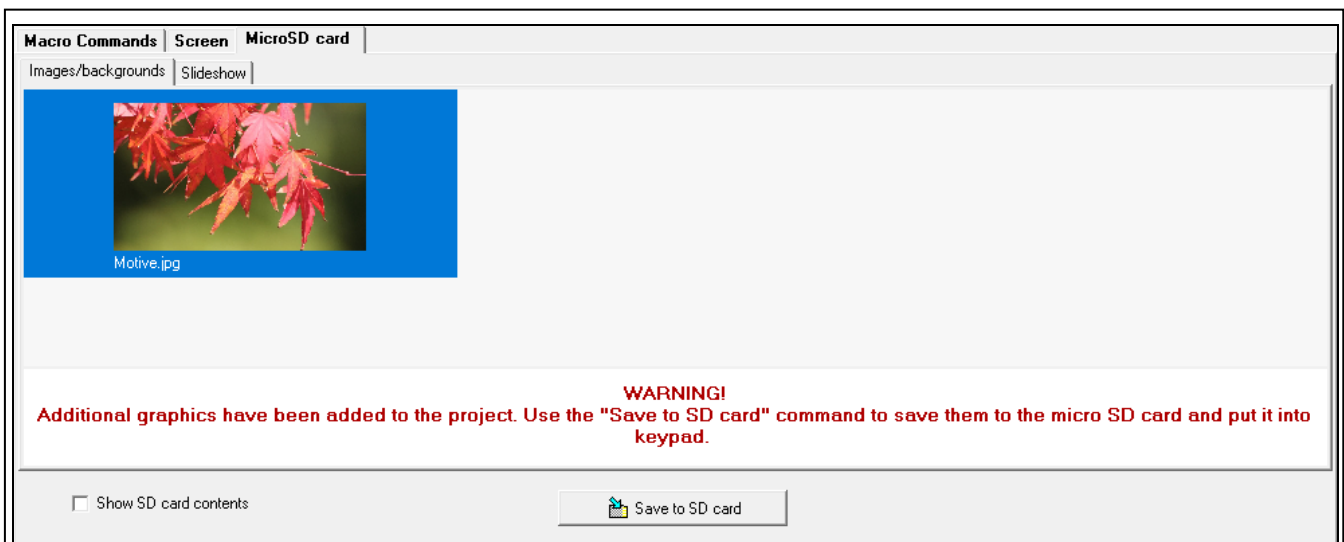 Macro Commands Screen MicroSD card
Images/backgrounds Slideshow
Motive.jpg
WARNING!
Additional graphics have been added to the project. Use the "Save to SD card" command to save them to the micro SD card and put it into
keypad.
Show SD card contents
Save to SD card